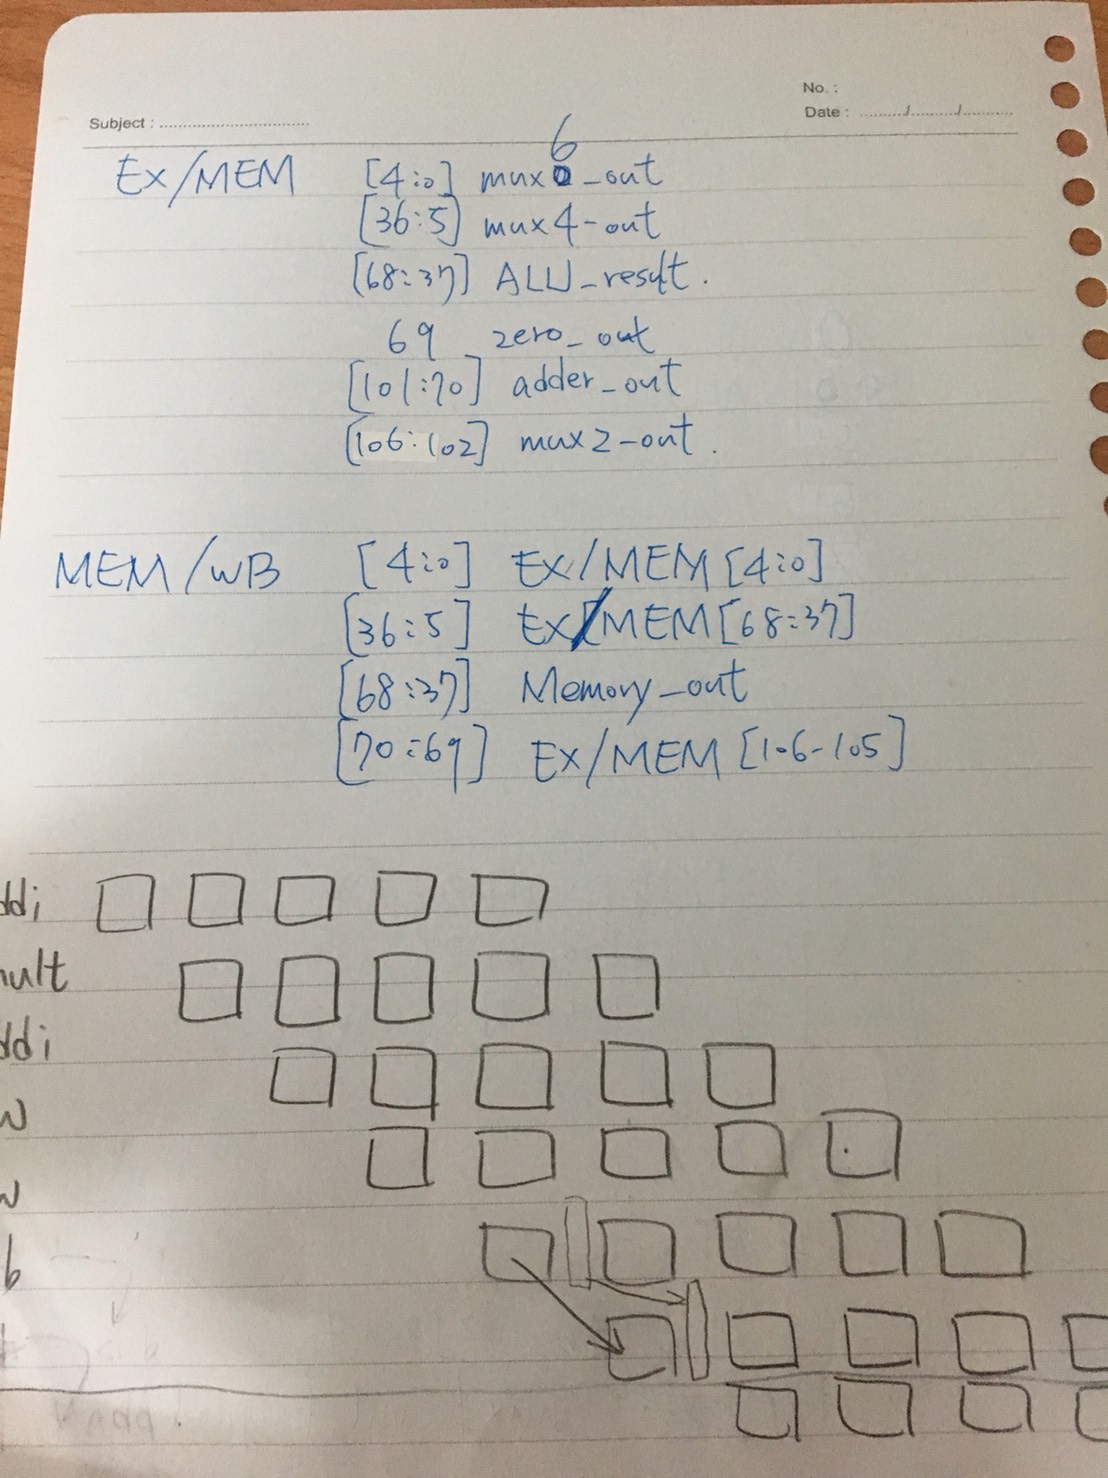 No. :
Subject : Date : / /
6
Ex/MEM [4:0] mux_out
[36:5] mux4-out
[68:37] ALU_result.
69 zero_out
[101:70] adder_out
[106:102] mux2-out.
MEM/WB [4:0] Ex/MEM[4:0]
[36:5] Ex/MEM[68:37]
[68:37] Memory_out
[70:69] Ex/MEM [106-105]
ddi
ult
ddi
w
w
b